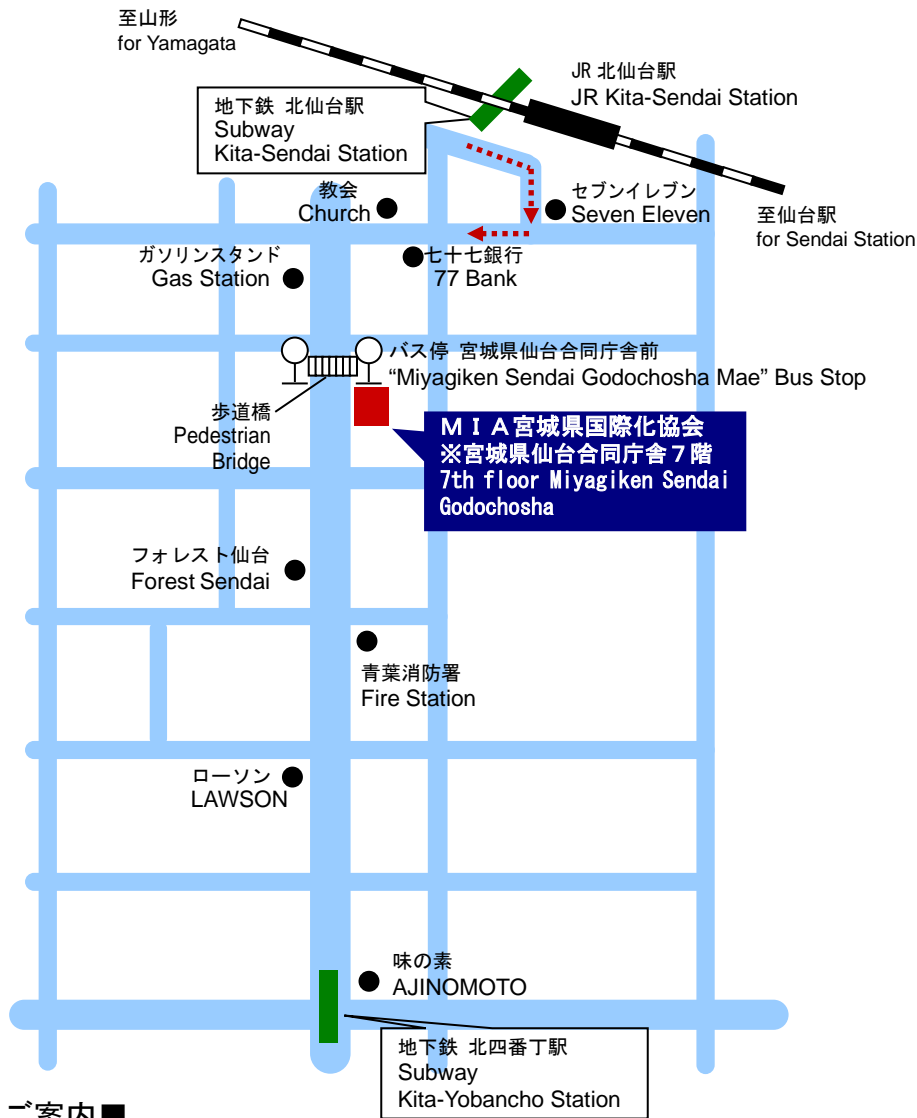 至山形
for Yamagata
JR 北仙台駅
JR Kita-Sendai Station
地下鉄 北仙台駅
Subway
Kita-Sendai Station
教会
Church
セブンイレブン
Seven Eleven
至仙台駅
for Sendai Station
ガソリンスタンド
Gas Station
七十七銀行
77 Bank
バス停 宮城県仙台合同庁舎前
“Miyagiken Sendai Godochosha Mae” Bus Stop
歩道橋
Pedestrian
Bridge
ＭＩＡ宮城県国際化協会
※宮城県仙台合同庁舎７階
7th floor Miyagiken Sendai
Godochosha
フォレスト仙台
Forest Sendai
青葉消防署
Fire Station
ローソン
LAWSON
味の素
AJINOMOTO
地下鉄 北四番丁駅
Subway
Kita-Yobancho Station
ご案内■